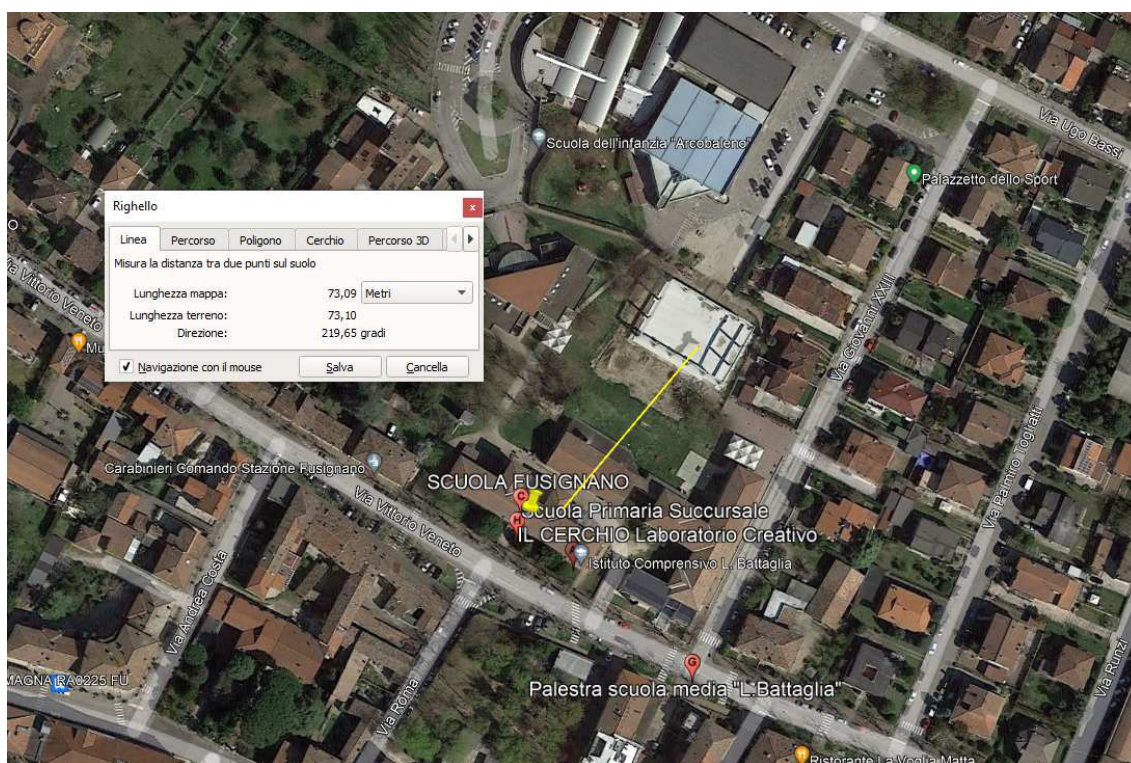 Via Ugo Bassi
Scuola dell'infanzia "Arcobaleno"
Palazzetto dello Sport
Righello
x
Linea
Percorso
Poligono
Cerchio
Percorso 3D
Misura la distanza tra due punti sul suolo
Lunghezza mappa: 73,09 Metri
Lunghezza terreno: 73,10
Direzione: 219,65 gradi
Navigazione con il mouse
Salva
Cancella
O
Via Vittorio Veneto
Mu
Via Giovanni XXIII
Via Palmiro Togliatti
Carabinieri Comando Stazione Fusignano
SCUOLA FUSIGNANO
C
Scuola Primaria Succursale
H
IL CERCHIO Laboratorio Creativo
Istituto Comprensivo L. Battaglia
Via Vittorio Veneto
Via Andrea Costa
Via Roma
Via Runzi
G
MAGNA RA0225 FU
Palestra scuola media "L.Battaglia"
Ristorante La Voglia Matta